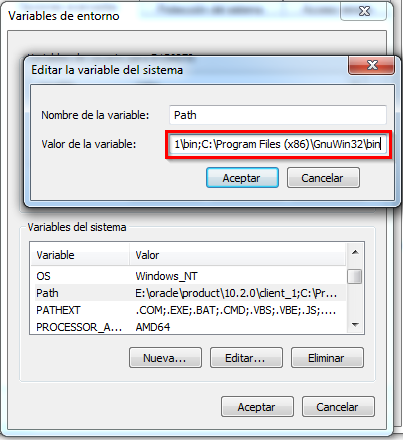 Variables de entorno
Editar la variable del sistema
Nombre de la variable: Path
Valor de la variable: 1\bin;C:\Program Files (x86)\GnuWin32\bin
Aceptar Cancelar
Variables del sistema
Variable Valor
OS Windows_NT
Path E:\oracle\product\10.2.0\client_1;C:\Pr...
PATHEXT .COM;.EXE;.BAT;.CMD;.VBS;.VBE;.JS;....
PROCESSOR_A... AMD64
Nueva... Editar... Eliminar
Aceptar Cancelar